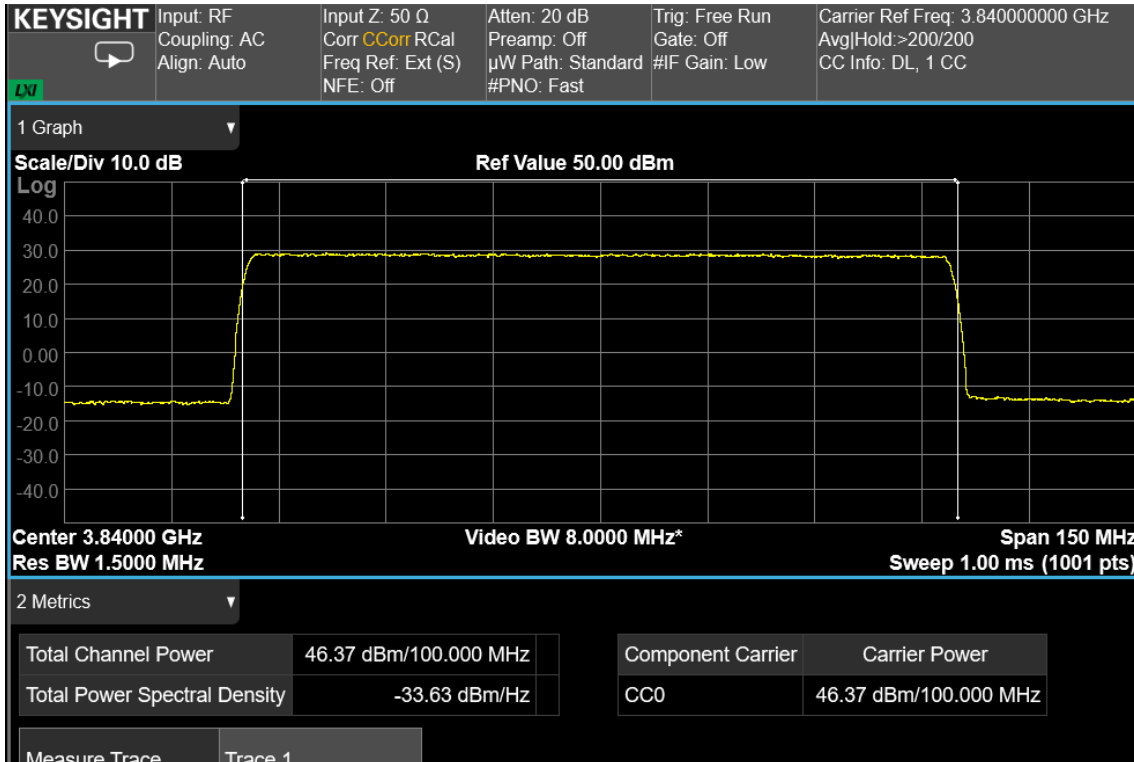 KEYSIGHT
LXI
Input: RF
Coupling: AC
Align: Auto
Input Z: 50 Ω
Corr CCorr RCal
Freq Ref: Ext (S)
NFE: Off
Atten: 20 dB
Preamp: Off
µW Path: Standard
#PNO: Fast
Trig: Free Run
Gate: Off
#IF Gain: Low
Carrier Ref Freq: 3.840000000 GHz
Avg|Hold:>200/200
CC Info: DL, 1 CC
1 Graph
Scale/Div 10.0 dB
Ref Value 50.00 dBm
Log
40.0
30.0
20.0
10.0
0.00
-10.0
-20.0
-30.0
-40.0
Center 3.84000 GHz
Video BW 8.0000 MHz*
Span 150 MHz
Res BW 1.5000 MHz
Sweep 1.00 ms (1001 pts)
2 Metrics
Total Channel Power 46.37 dBm/100.000 MHz
Total Power Spectral Density -33.63 dBm/Hz
Component Carrier Carrier Power
CC0 46.37 dBm/100.000 MHz
Measure Trace Trace 1